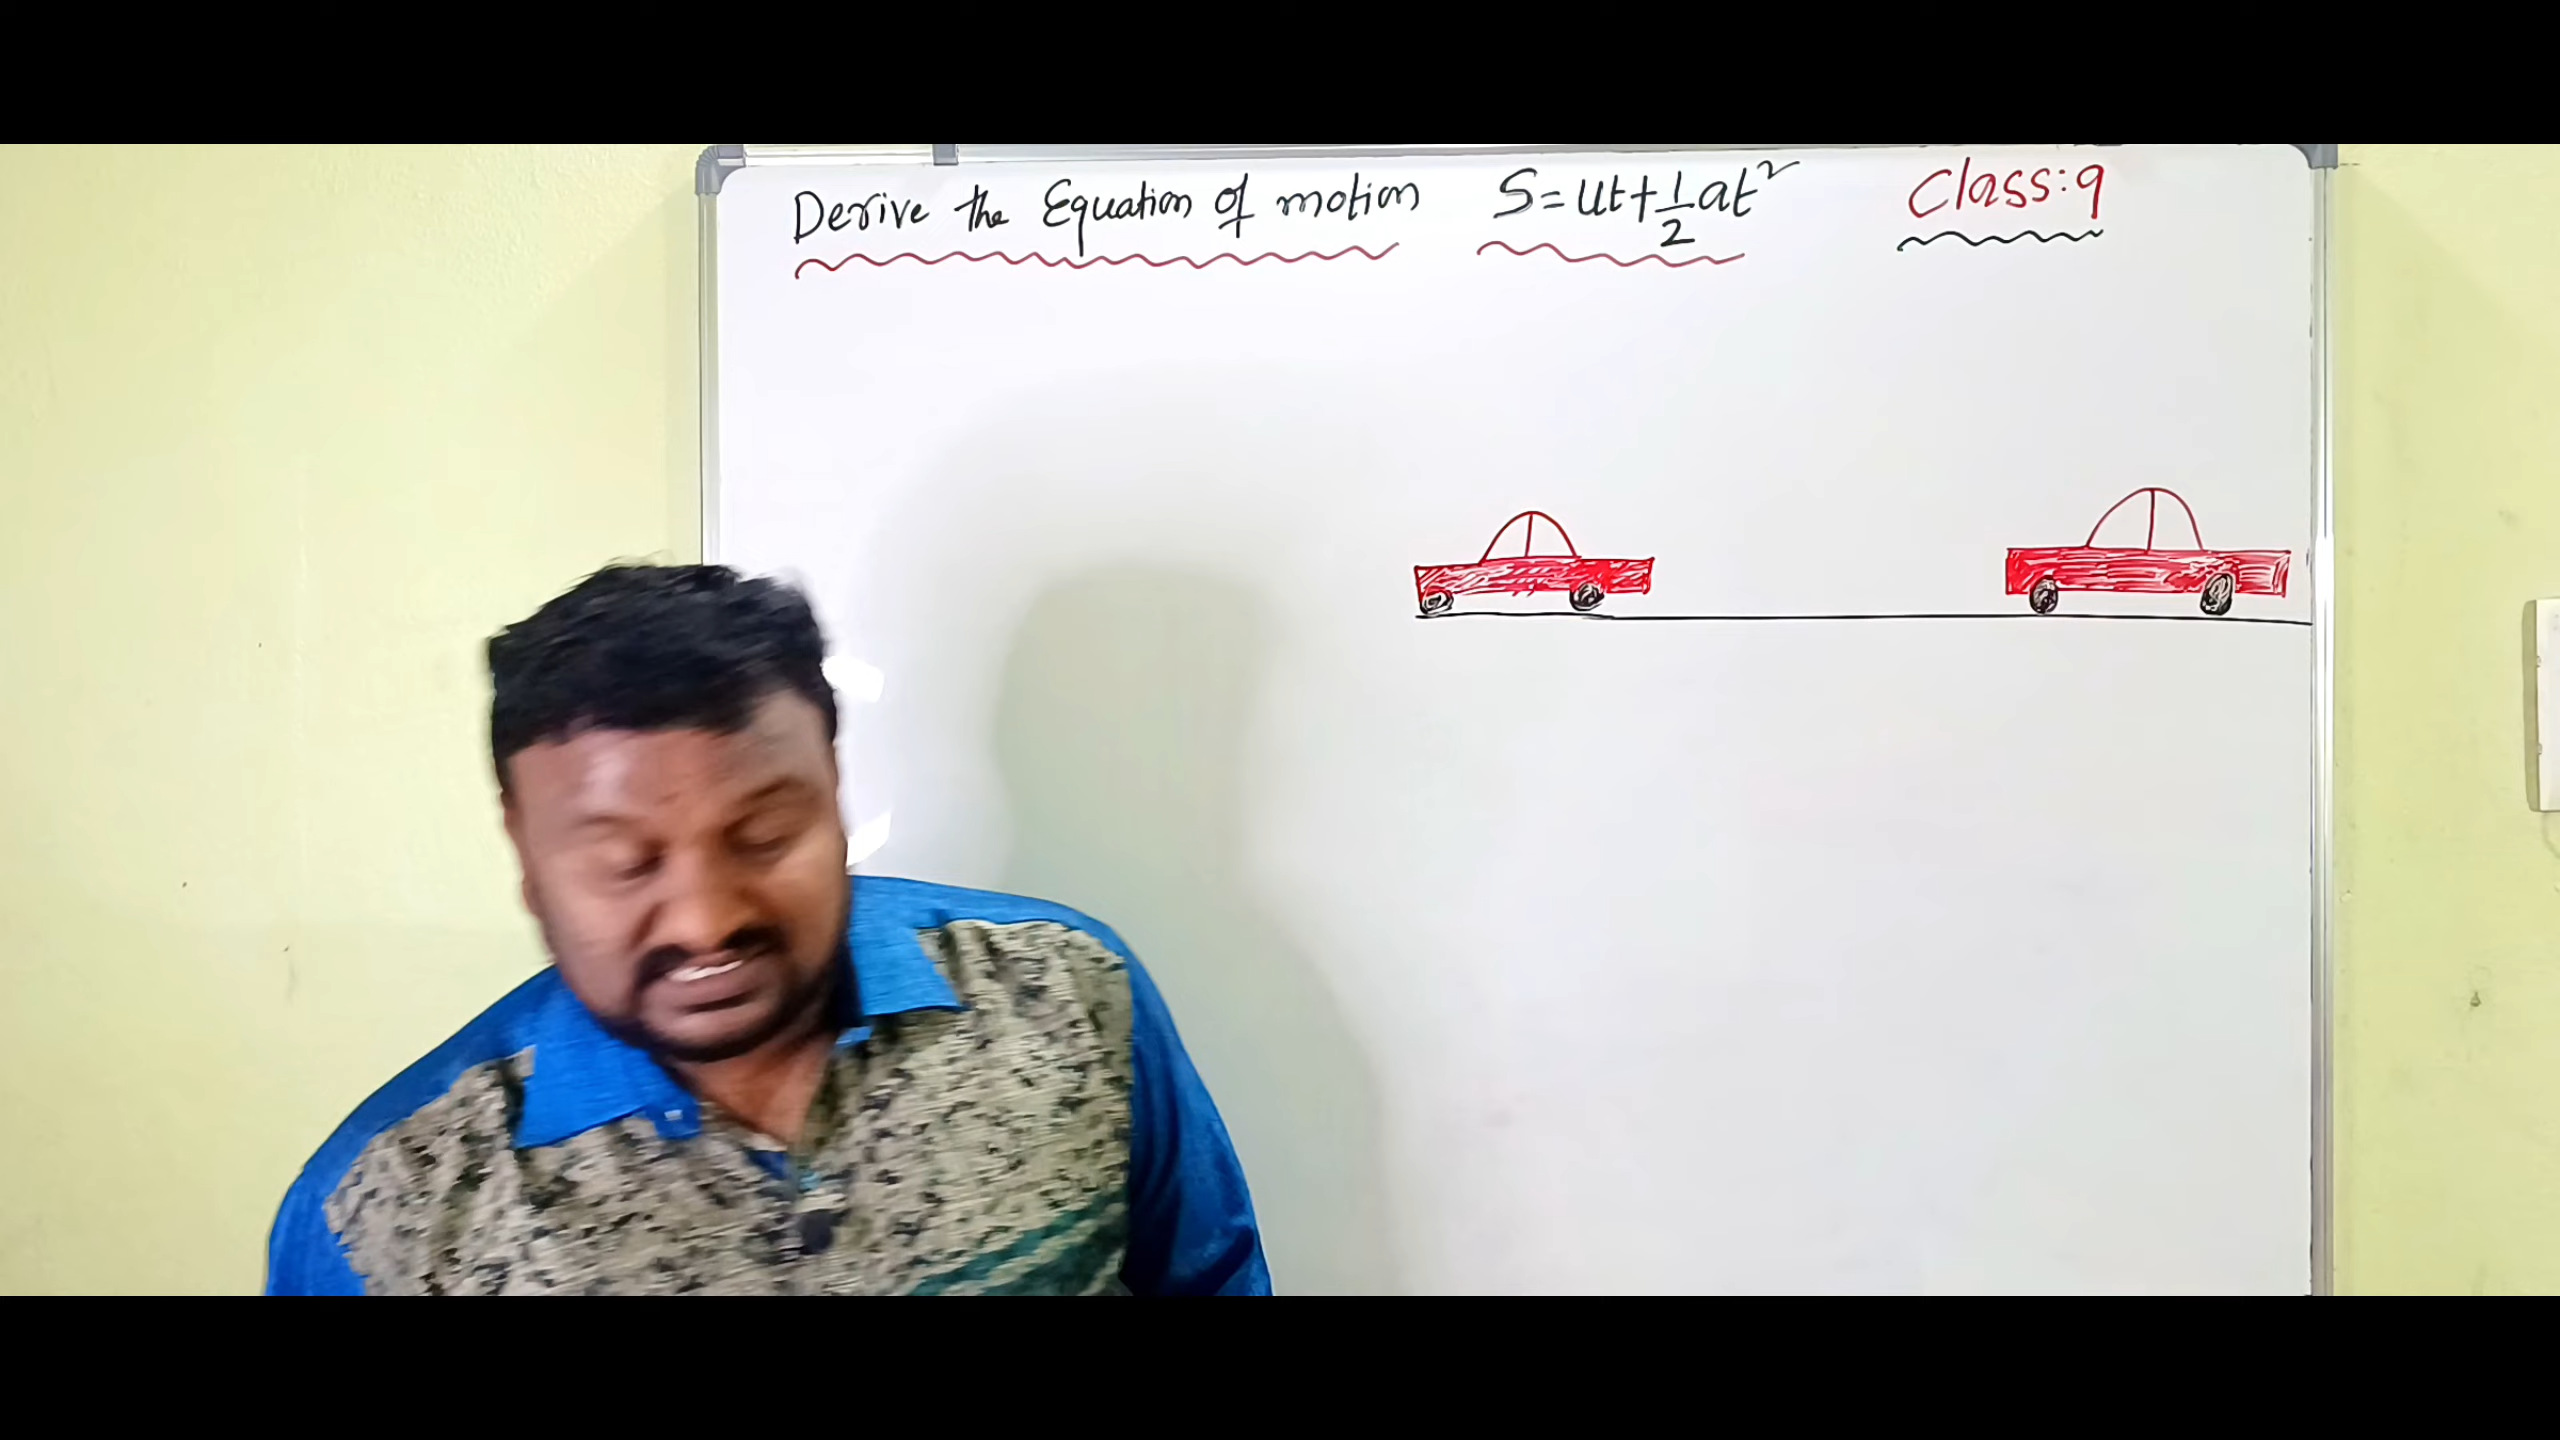 Derive the Equation of motion S=ut+1/2at² Class:9